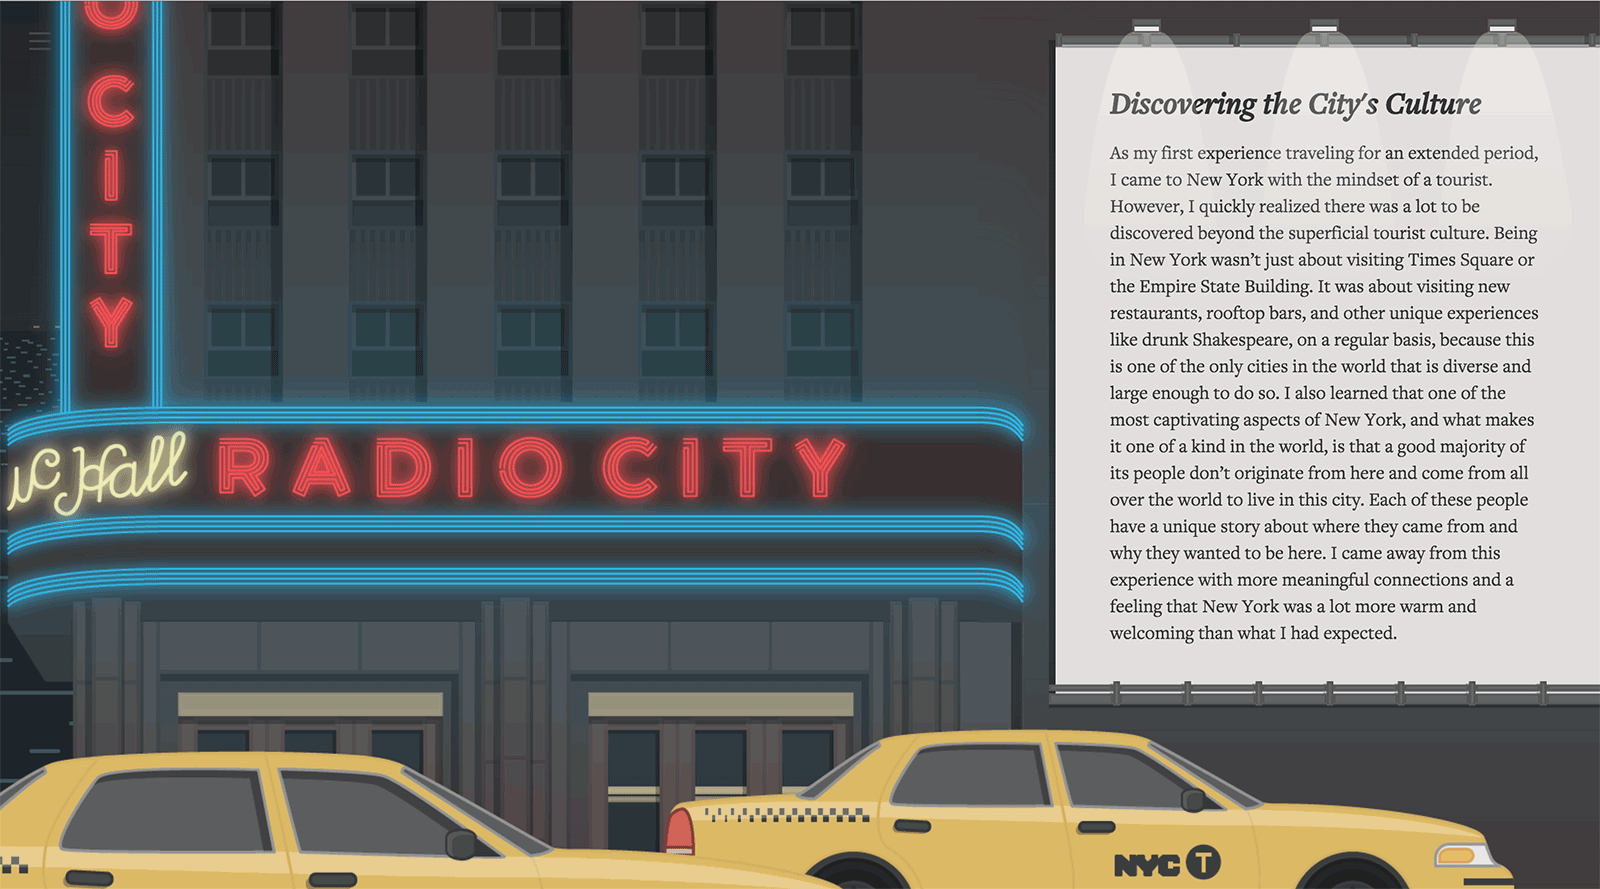 O
C
I
T
Y
Hall RADIO CITY
Discovering the City's Culture
As my first experience traveling for an extended period,
I came to New York with the mindset of a tourist.
However, I quickly realized there was a lot to be
discovered beyond the superficial tourist culture. Being
in New York wasn’t just about visiting Times Square or
the Empire State Building. It was about visiting new
restaurants, rooftop bars, and other unique experiences
like drunk Shakespeare, on a regular basis, because this
is one of the only cities in the world that is diverse and
large enough to do so. I also learned that one of the
most captivating aspects of New York, and what makes
it one of a kind in the world, is that a good majority of
its people don’t originate from here and come from all
over the world to live in this city. Each of these people
have a unique story about where they came from and
why they wanted to be here. I came away from this
experience with more meaningful connections and a
feeling that New York was a lot more warm and
welcoming than what I had expected.
NYC T